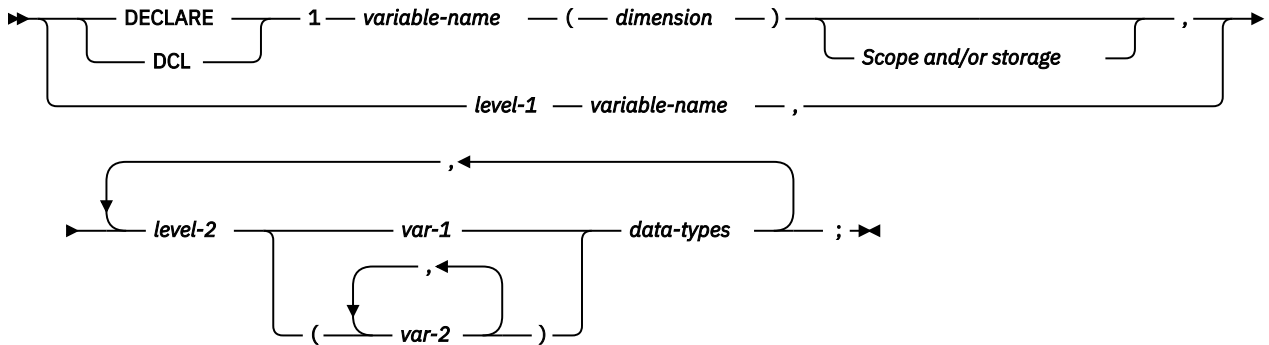 DECLARE 1 variable-name ( dimension ) ,
DCL Scope and/or storage
level-1 variable-name ,
,
level-2 var-1 data-types ;
,
( var-2 )